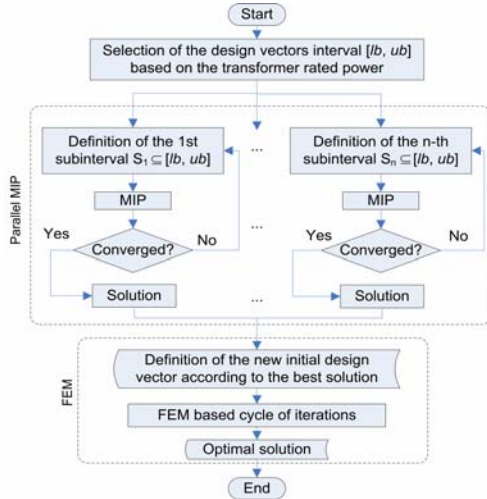 Start
Selection of the design vectors interval [lb, ub]
based on the transformer rated power
Parallel MIP
Definition of the 1st
subinterval S₁ ⊆ [lb, ub]
...
Definition of the n-th
subinterval Sₙ ⊆ [lb, ub]
MIP
MIP
...
Yes
Converged?
No
Yes
Converged?
No
Solution
...
Solution
FEM
Definition of the new initial design
vector according to the best solution
FEM based cycle of iterations
Optimal solution
End